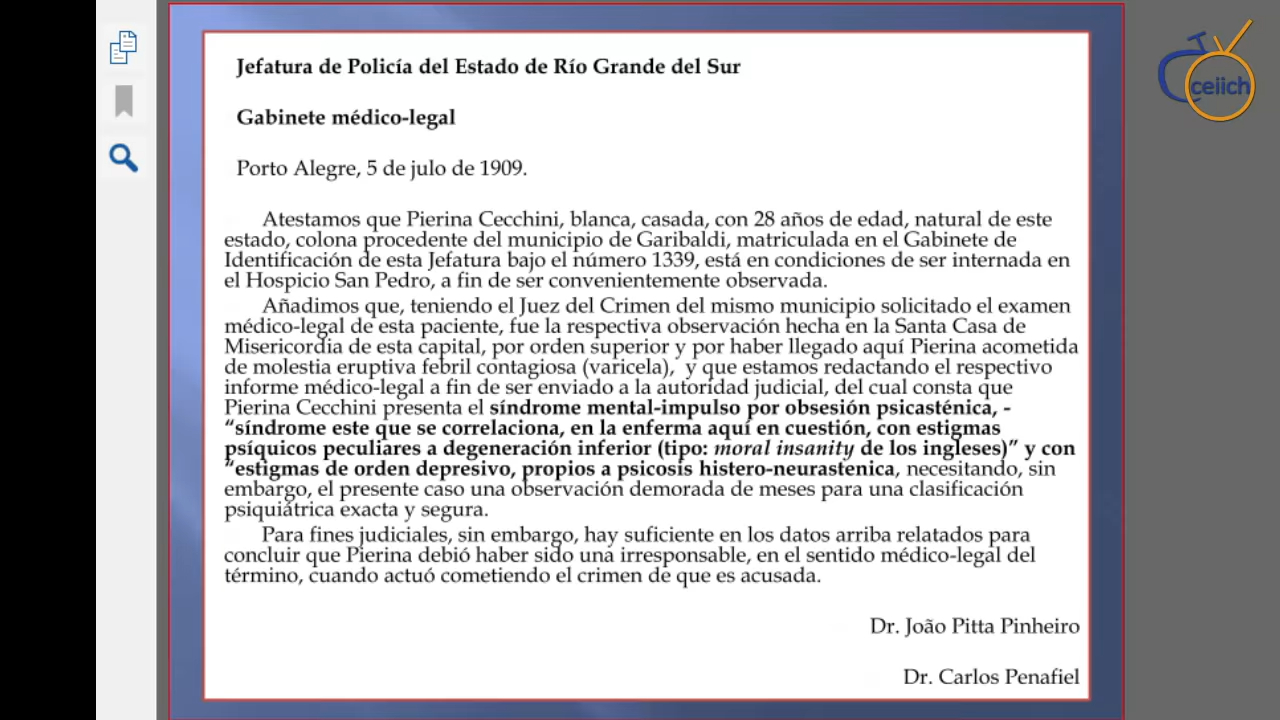 Jefatura de Policía del Estado de Río Grande del Sur
Gabinete médico-legal
Porto Alegre, 5 de julo de 1909.
Atestamos que Pierina Cecchini, blanca, casada, con 28 años de edad, natural de este
estado, colona procedente del municipio de Garibaldi, matriculada en el Gabinete de
Identificación de esta Jefatura bajo el número 1339, está en condiciones de ser internada en
el Hospicio San Pedro, a fin de ser convenientemente observada.
Añadimos que, teniendo el Juez del Crimen del mismo municipio solicitado el examen
médico-legal de esta paciente, fue la respectiva observación hecha en la Santa Casa de
Misericordia de esta capital, por orden superior y por haber llegado aquí Pierina acometida
de molestia eruptiva febril contagiosa (varicela), y que estamos redactando el respectivo
informe médico-legal a fin de ser enviado a la autoridad judicial, del cual consta que
Pierina Cecchini presenta el síndrome mental-impulso por obsesión psicasténica, -
“síndrome este que se correlaciona, en la enferma aquí en cuestión, con estigmas
psíquicos peculiares a degeneración inferior (tipo: moral insanity de los ingleses)” y con
“estigmas de orden depresivo, propios a psicosis histero-neurastenica, necesitando, sin
embargo, el presente caso una observación demorada de meses para una clasificación
psiquiátrica exacta y segura.
Para fines judiciales, sin embargo, hay suficiente en los datos arriba relatados para
concluir que Pierina debió haber sido una irresponsable, en el sentido médico-legal del
término, cuando actuó cometiendo el crimen de que es acusada.
Dr. João Pitta Pinheiro
Dr. Carlos Penafiel
ceiich